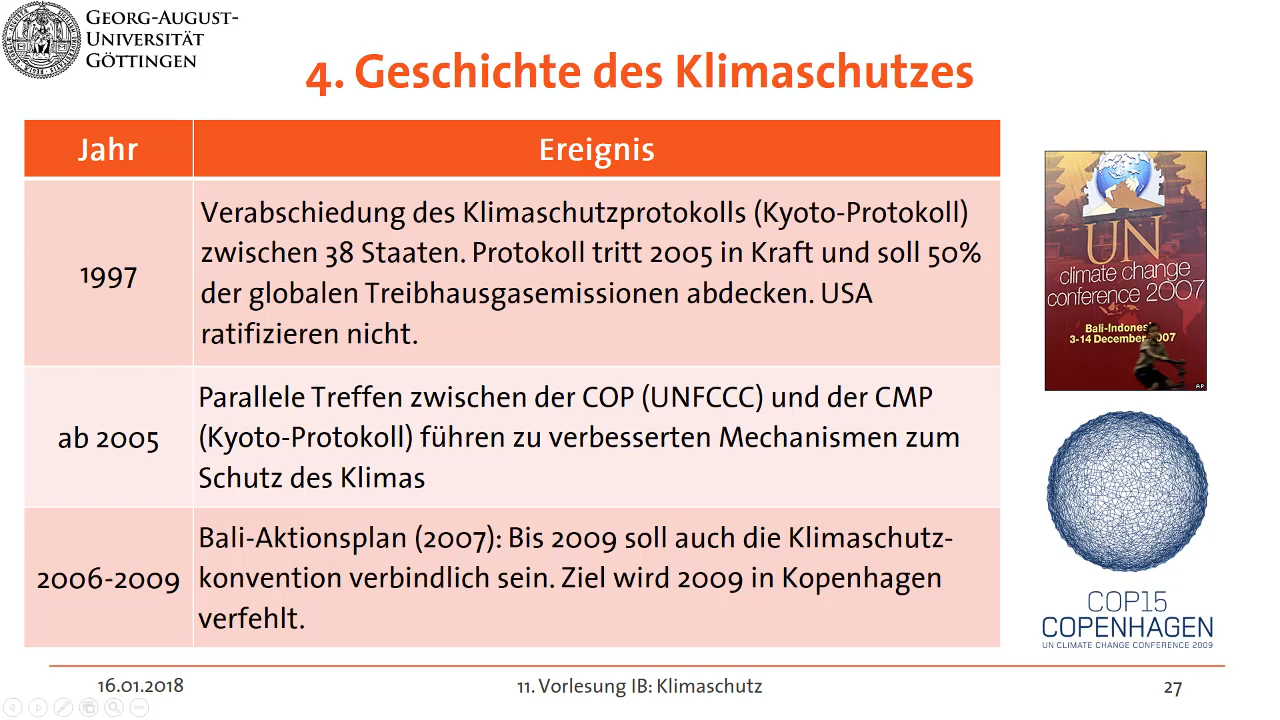 GEORG-AUGUST-
UNIVERSITÄT
GÖTTINGEN
4. Geschichte des Klimaschutzes
Jahr
Ereignis
1997
Verabschiedung des Klimaschutzprotokolls (Kyoto-Protokoll)
zwischen 38 Staaten. Protokoll tritt 2005 in Kraft und soll 50%
der globalen Treibhausgasemissionen abdecken. USA
ratifizieren nicht.
ab 2005
Parallele Treffen zwischen der COP (UNFCCC) und der CMP
(Kyoto-Protokoll) führen zu verbesserten Mechanismen zum
Schutz des Klimas
2006-2009
Bali-Aktionsplan (2007): Bis 2009 soll auch die Klimaschutz-
konvention verbindlich sein. Ziel wird 2009 in Kopenhagen
verfehlt.
UN
climate change
conference 2007
3-14 December
AP
COP15
COPENHAGEN
UN CLIMATE CHANGE CONFERENCE 2009
16.01.2018
11. Vorlesung IB: Klimaschutz
27